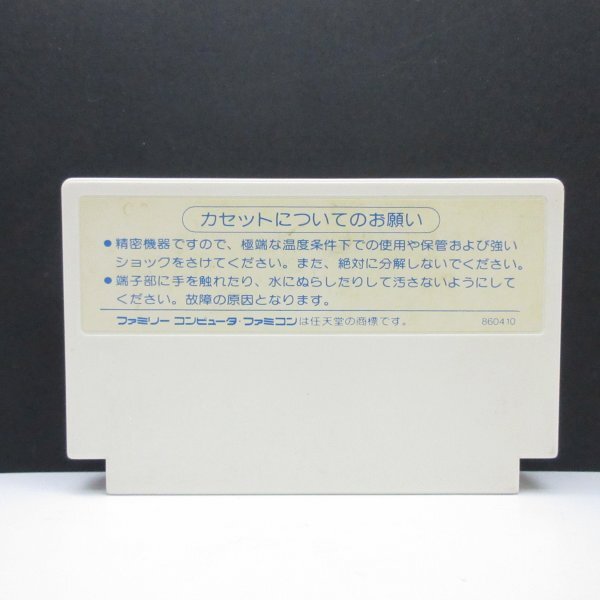 カセットについてのお願い
●精密機器ですので、極端な温度条件下での使用や保管および強い
ショックをさけてください。また、絶対に分解しないでください。
●端子部に手を触れたり、水にぬらしたりして汚さないようにして
ください。故障の原因となります。
ファミリー コンピュータ・ファミコンは任天堂の商標です。 860410